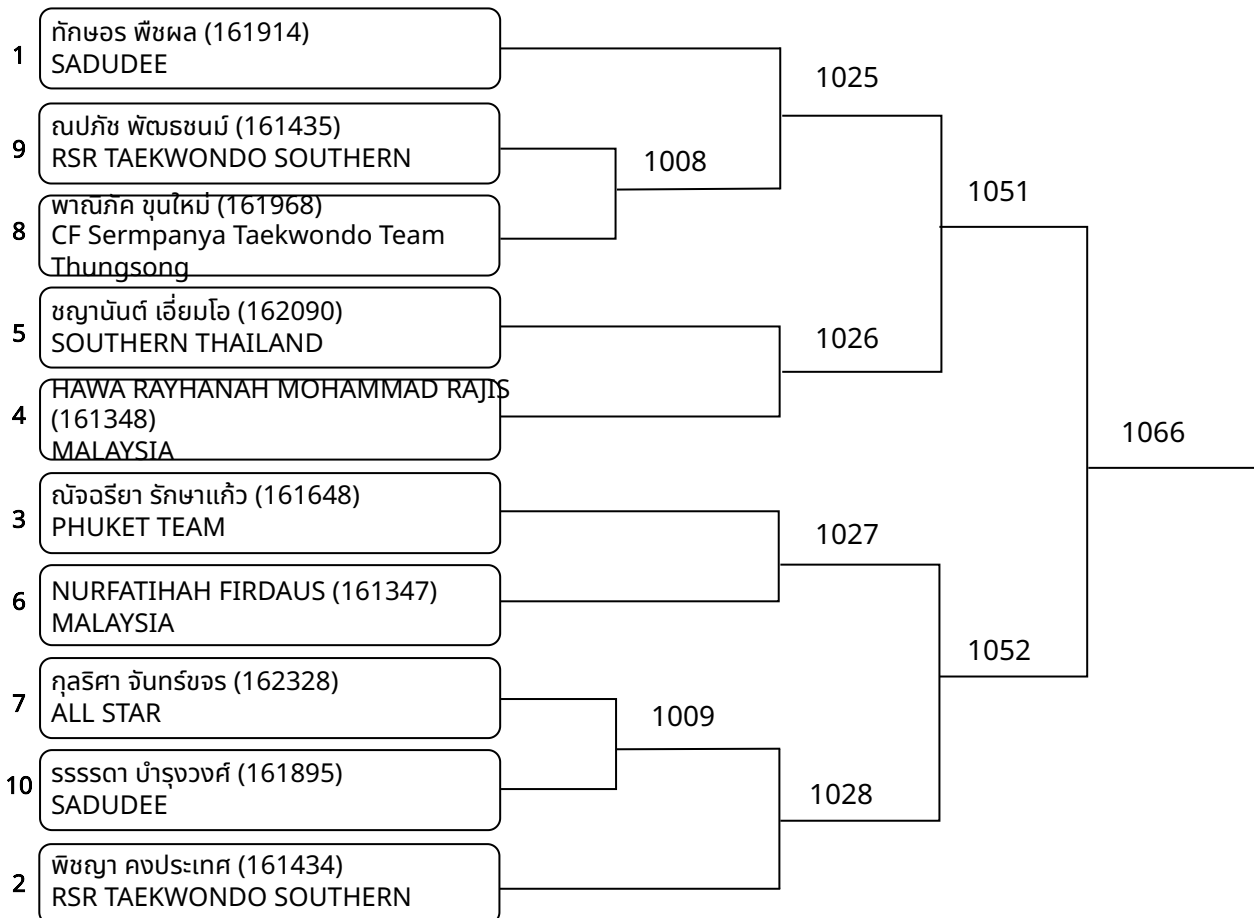 1
ทักษอร พืชผล (161914)
SADUDEE
9
ณปภัช พัฒธชนม์ (161435)
RSR TAEKWONDO SOUTHERN
8
พาณิภัค ขุนใหม่ (161968)
CF Sermpanya Taekwondo Team
Thungsong
5
ชญานันต์ เอี่ยมโอ (162090)
SOUTHERN THAILAND
4
HAWA RAYHANAH MOHAMMAD RAJIS
(161348)
MALAYSIA
3
ณัจฉรียา รักษาแก้ว (161648)
PHUKET TEAM
6
NURFATIHAH FIRDAUS (161347)
MALAYSIA
7
กุลริศา จันทร์ขจร (162328)
ALL STAR
10
รรรรดา บำรุงวงศ์ (161895)
SADUDEE
2
พิชญา คงประเทศ (161434)
RSR TAEKWONDO SOUTHERN
1008
1009
1025
1026
1027
1028
1051
1052
1066